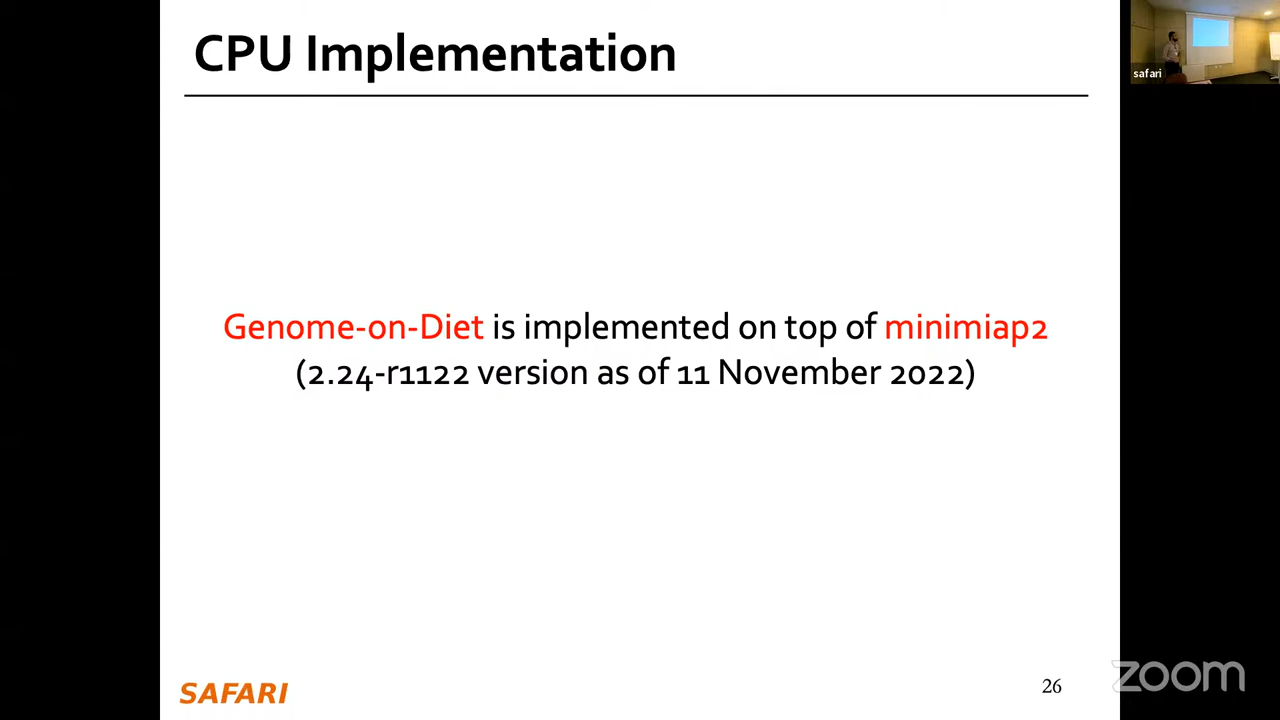 CPU Implementation
safari
Genome-on-Diet is implemented on top of minimiap2
(2.24-r1122 version as of 11 November 2022)
SAFARI
26
zoom